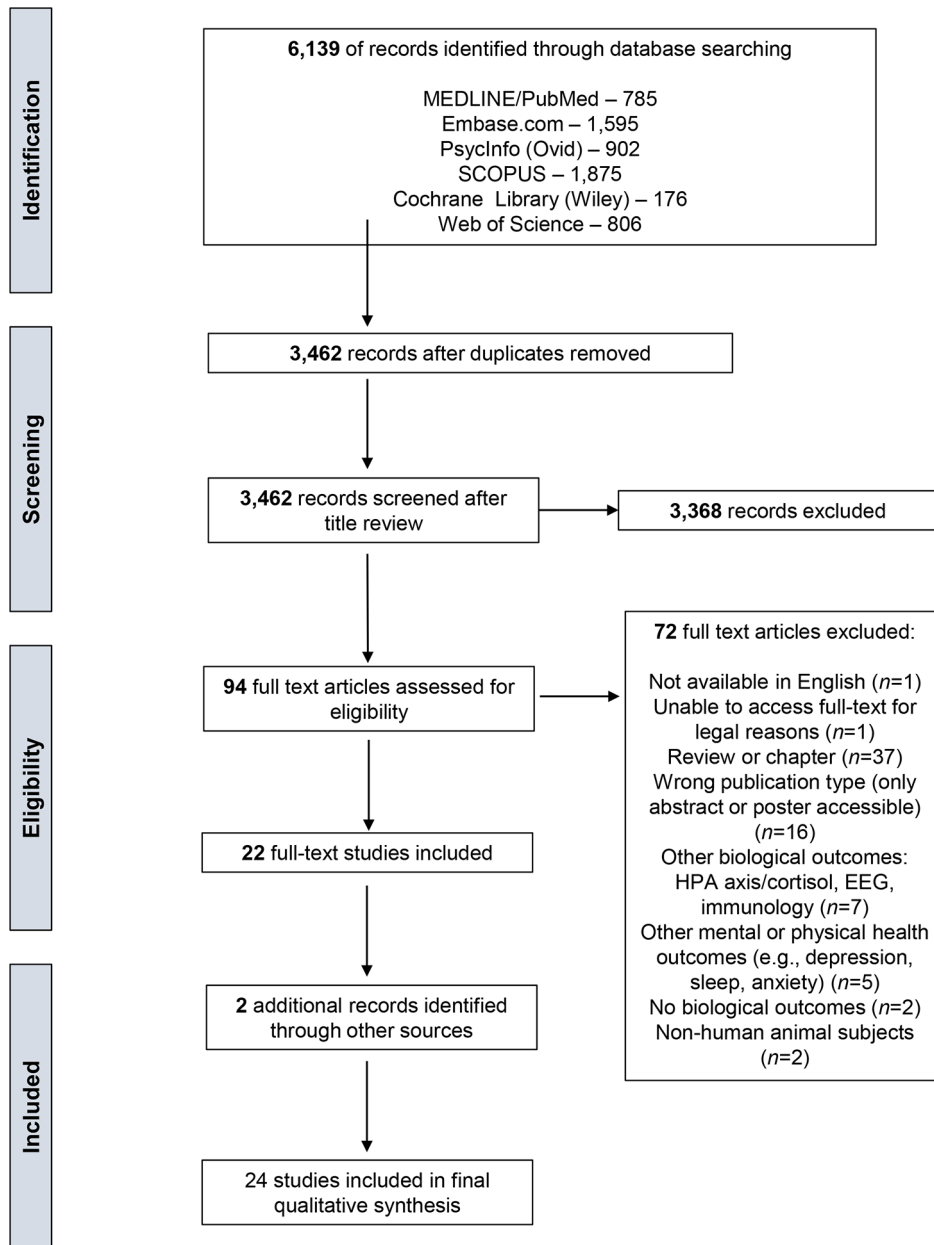 Identification
6,139 of records identified through database searching
MEDLINE/PubMed – 785
Embase.com – 1,595
PsycInfo (Ovid) – 902
SCOPUS – 1,875
Cochrane Library (Wiley) – 176
Web of Science – 806
Screening
3,462 records after duplicates removed
3,462 records screened after
title review
3,368 records excluded
Eligibility
94 full text articles assessed for
eligibility
72 full text articles excluded:
Not available in English (n=1)
Unable to access full-text for
legal reasons (n=1)
Review or chapter (n=37)
Wrong publication type (only
abstract or poster accessible)
(n=16)
Other biological outcomes:
HPA axis/cortisol, EEG,
immunology (n=7)
Other mental or physical health
outcomes (e.g., depression,
sleep, anxiety) (n=5)
No biological outcomes (n=2)
Non-human animal subjects
(n=2)
22 full-text studies included
Included
2 additional records identified
through other sources
24 studies included in final
qualitative synthesis